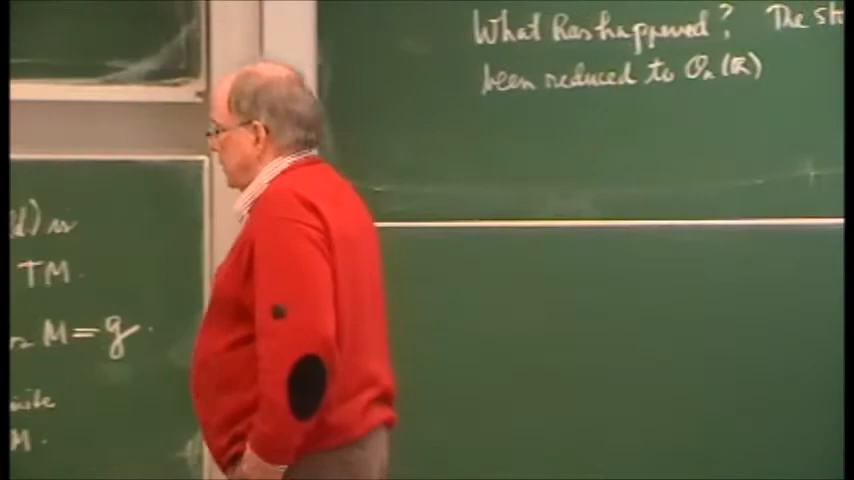 What has happened? The st
been reduced to On(R)
d) is
TM.
M = g.
M.